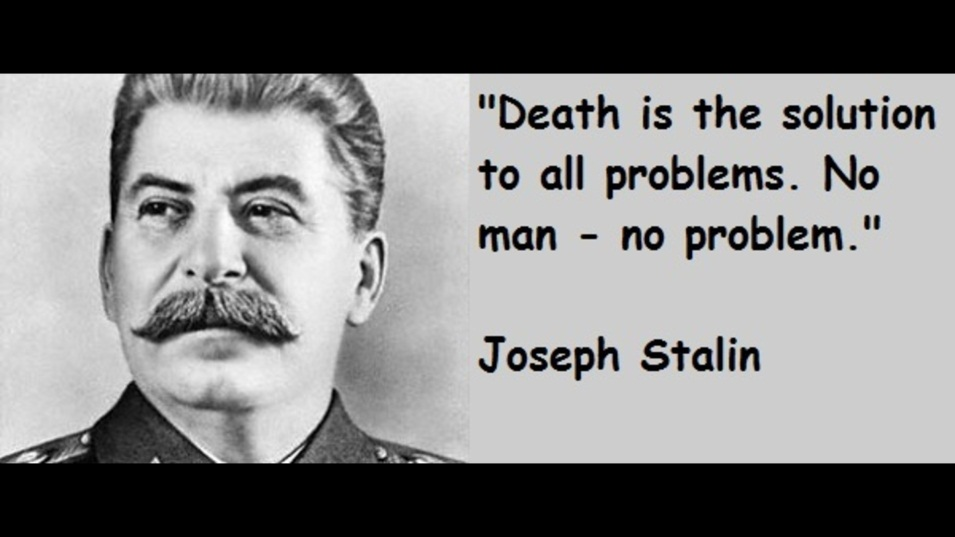 "Death is the solution
to all problems. No
man - no problem."
Joseph Stalin